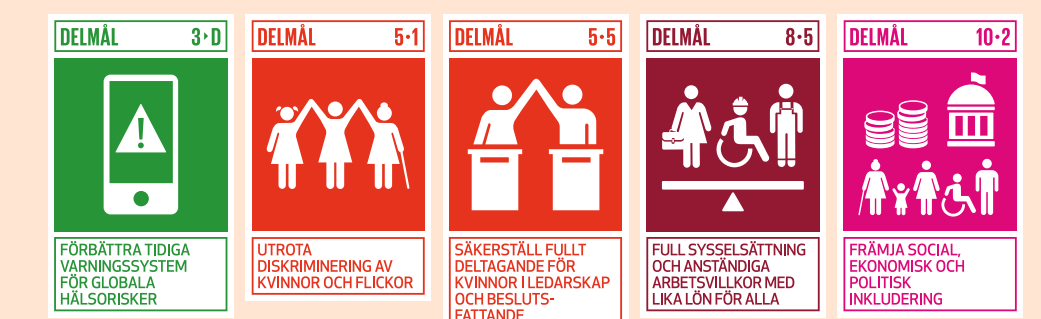 DELMÅL 3·D
FÖRBÄTTRA TIDIGA
VARNINGSSYSTEM
FÖR GLOBALA
HÄLSORISKER
DELMÅL 5·1
UTROTA
DISKRIMINERING AV
KVINNOR OCH FLICKOR
DELMÅL 5·5
SÄKERSTÄLL FULLT
DELTAGANDE FÖR
KVINNOR I LEDARSKAP
OCH BESLUTS-
FATTANDE
DELMÅL 8·5
FULL SYSSELSÄTTNING
OCH ANSTÄNDIGA
ARBETSVILLKOR MED
LIKA LÖN FÖR ALLA
DELMÅL 10·2
FRÄMJA SOCIAL,
EKONOMISK OCH
POLITISK
INKLUDERING